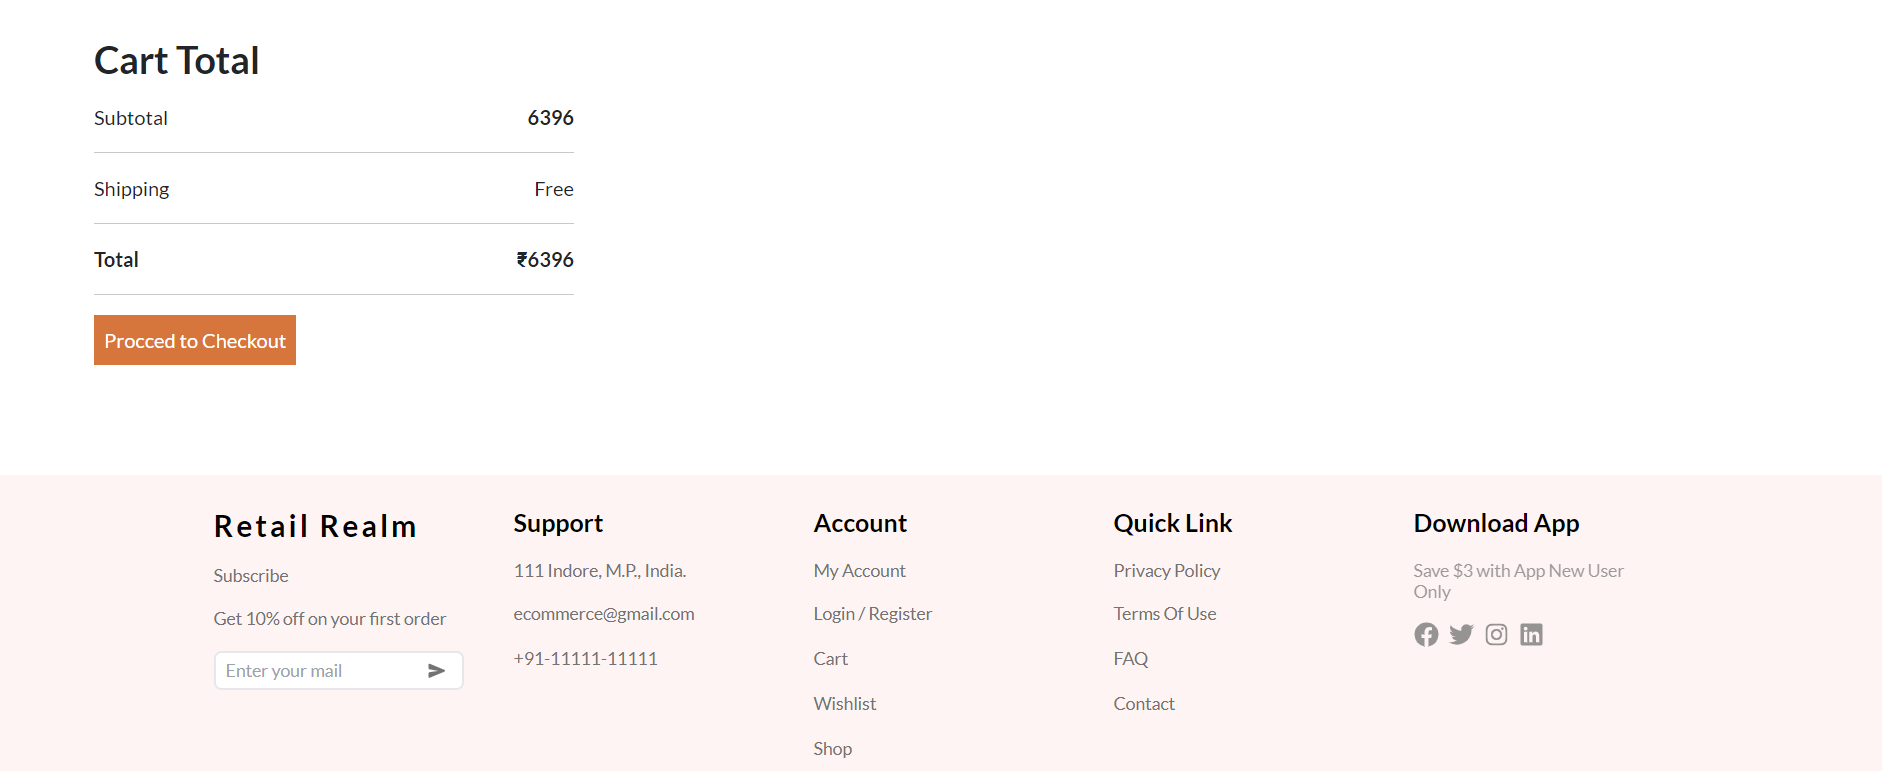 Cart Total
Subtotal 6396
Shipping Free
Total ₹6396
Procced to Checkout
Retail Realm
Subscribe
Get 10% off on your first order
Enter your mail
Support
111 Indore, M.P., India.
ecommerce@gmail.com
+91-11111-11111
Account
My Account
Login / Register
Cart
Wishlist
Shop
Quick Link
Privacy Policy
Terms Of Use
FAQ
Contact
Download App
Save $3 with App New User
Only